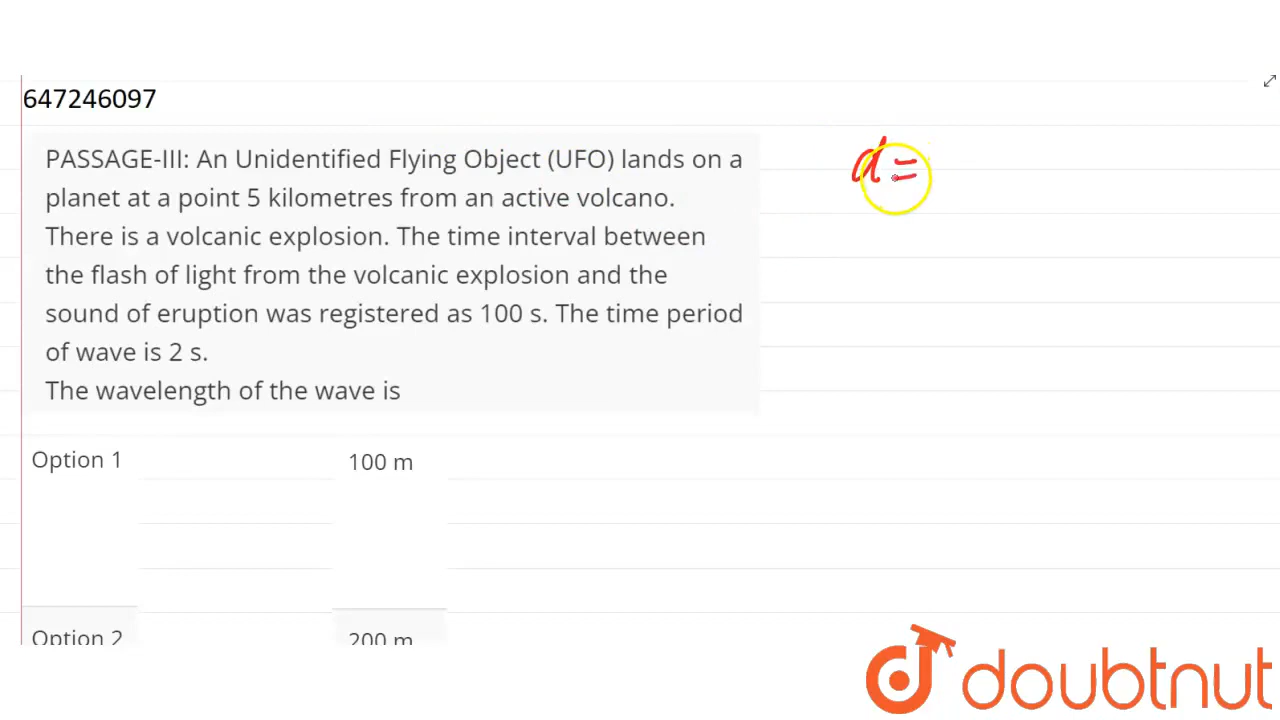 647246097
PASSAGE-III: An Unidentified Flying Object (UFO) lands on a
planet at a point 5 kilometres from an active volcano.
There is a volcanic explosion. The time interval between
the flash of light from the volcanic explosion and the
sound of eruption was registered as 100 s. The time period
of wave is 2 s.
The wavelength of the wave is
d=
Option 1 100 m
Option 2 200 m
doubtnut